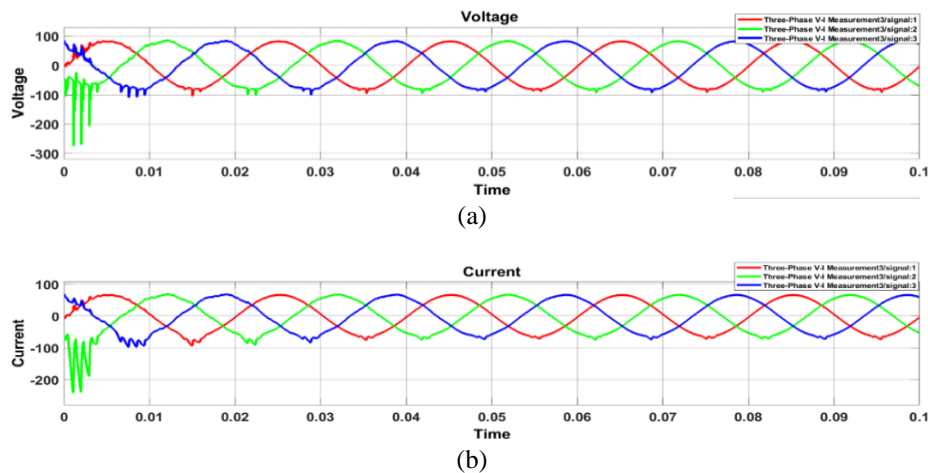 Voltage
Three-Phase V-I Measurement3/signal:1
Three-Phase V-I Measurement3/signal:2
Three-Phase V-I Measurement3/signal:3
Voltage
100
0
-100
-200
-300
0 0.01 0.02 0.03 0.04 0.05 0.06 0.07 0.08 0.09 0.1
Time
(a)
Current
Three-Phase V-I Measurement3/signal:1
Three-Phase V-I Measurement3/signal:2
Three-Phase V-I Measurement3/signal:3
Current
100
0
-100
-200
0 0.01 0.02 0.03 0.04 0.05 0.06 0.07 0.08 0.09 0.1
Time
(b)